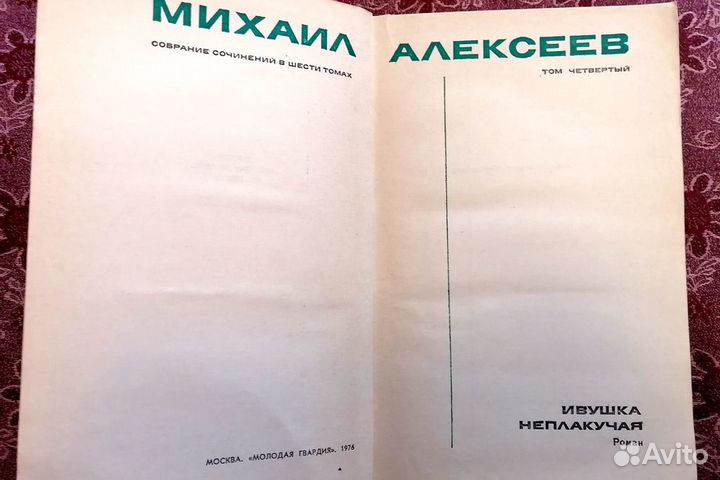 МИХАИЛ
СОБРАНИЕ СОЧИНЕНИЙ В ШЕСТИ ТОМАХ
МОСКВА. «МОЛОДАЯ ГВАРДИЯ». 1976
АЛЕКСЕЕВ
ТОМ ЧЕТВЕРТЫЙ
ИВУШКА
НЕПЛАКУЧАЯ
Роман
Avito